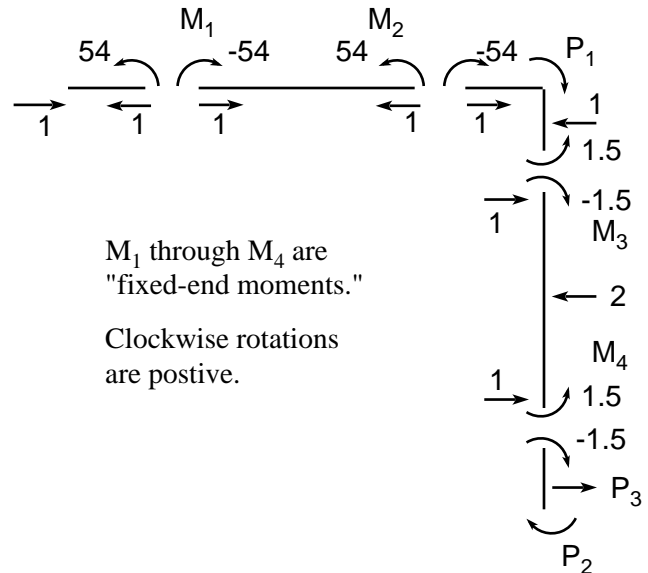 M₁ M₂
54 -54 54 -54 P₁
1 1 1 1 1 1
1.5
-1.5
1 M₃
M₁ through M₄ are
"fixed-end moments."
2
Clockwise rotations
are postive.
M₄
1 1.5
-1.5
P₃
P₂